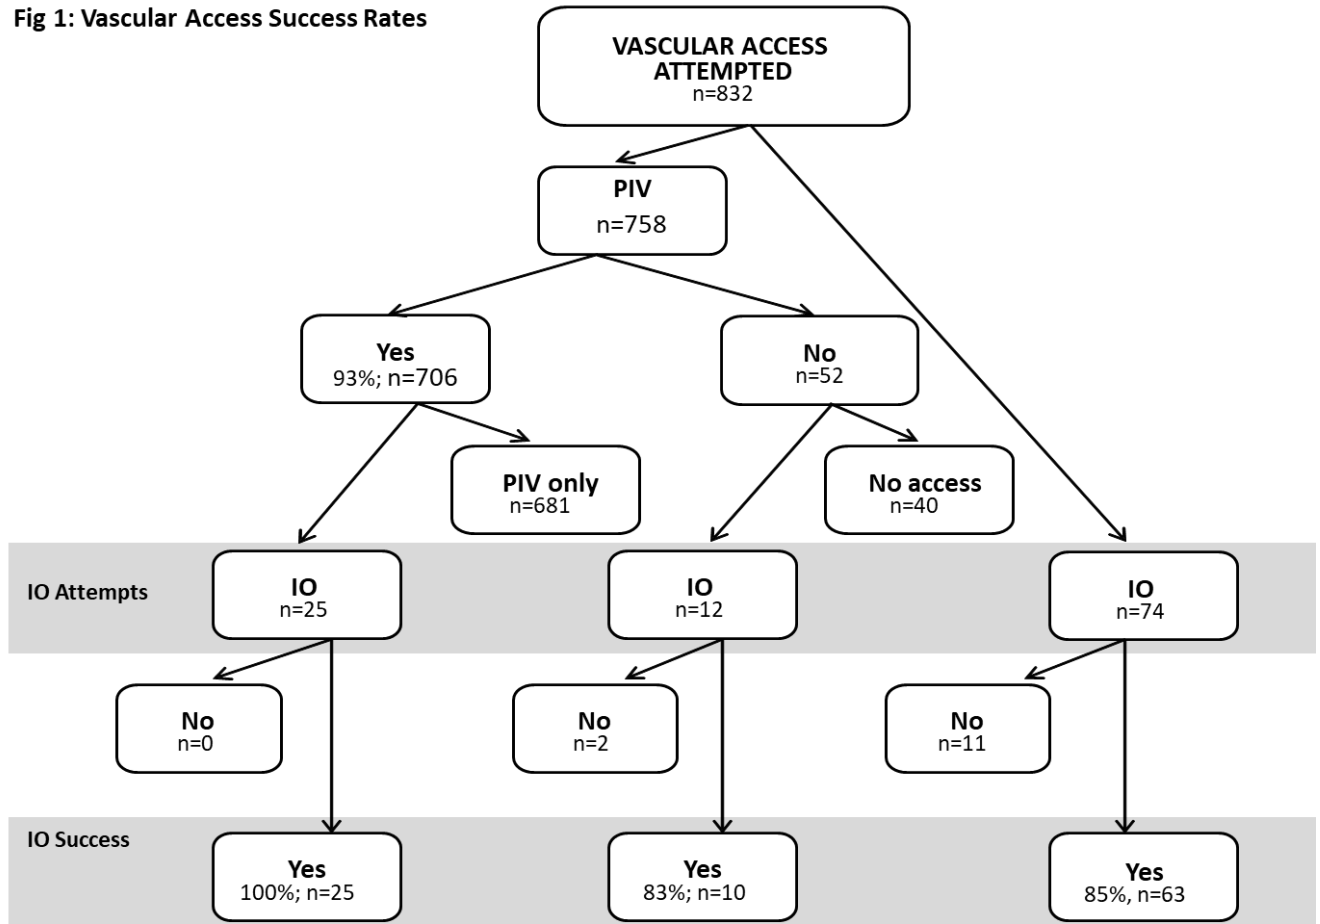 Fig 1: Vascular Access Success Rates
VASCULAR ACCESS
ATTEMPTED
n=832
PIV
n=758
Yes
93%; n=706
No
n=52
PIV only
n=681
No access
n=40
IO Attempts
IO
n=25
IO
n=12
IO
n=74
No
n=0
No
n=2
No
n=11
IO Success
Yes
100%; n=25
Yes
83%; n=10
Yes
85%, n=63